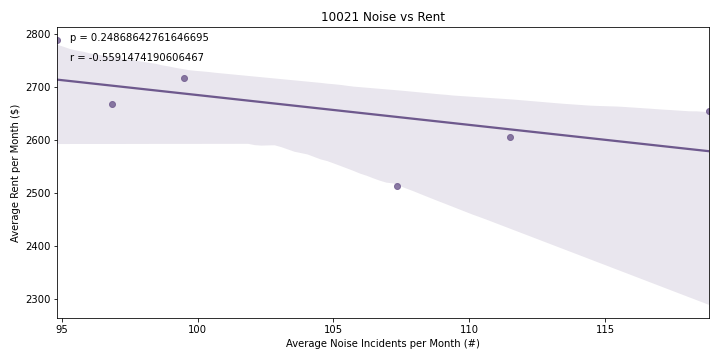 10021 Noise vs Rent
p = 0.24868642761646695
r = -0.5591474190606467
2800
2700
2600
2500
2400
2300
Average Rent per Month ($)
95 100 105 110 115
Average Noise Incidents per Month (#)